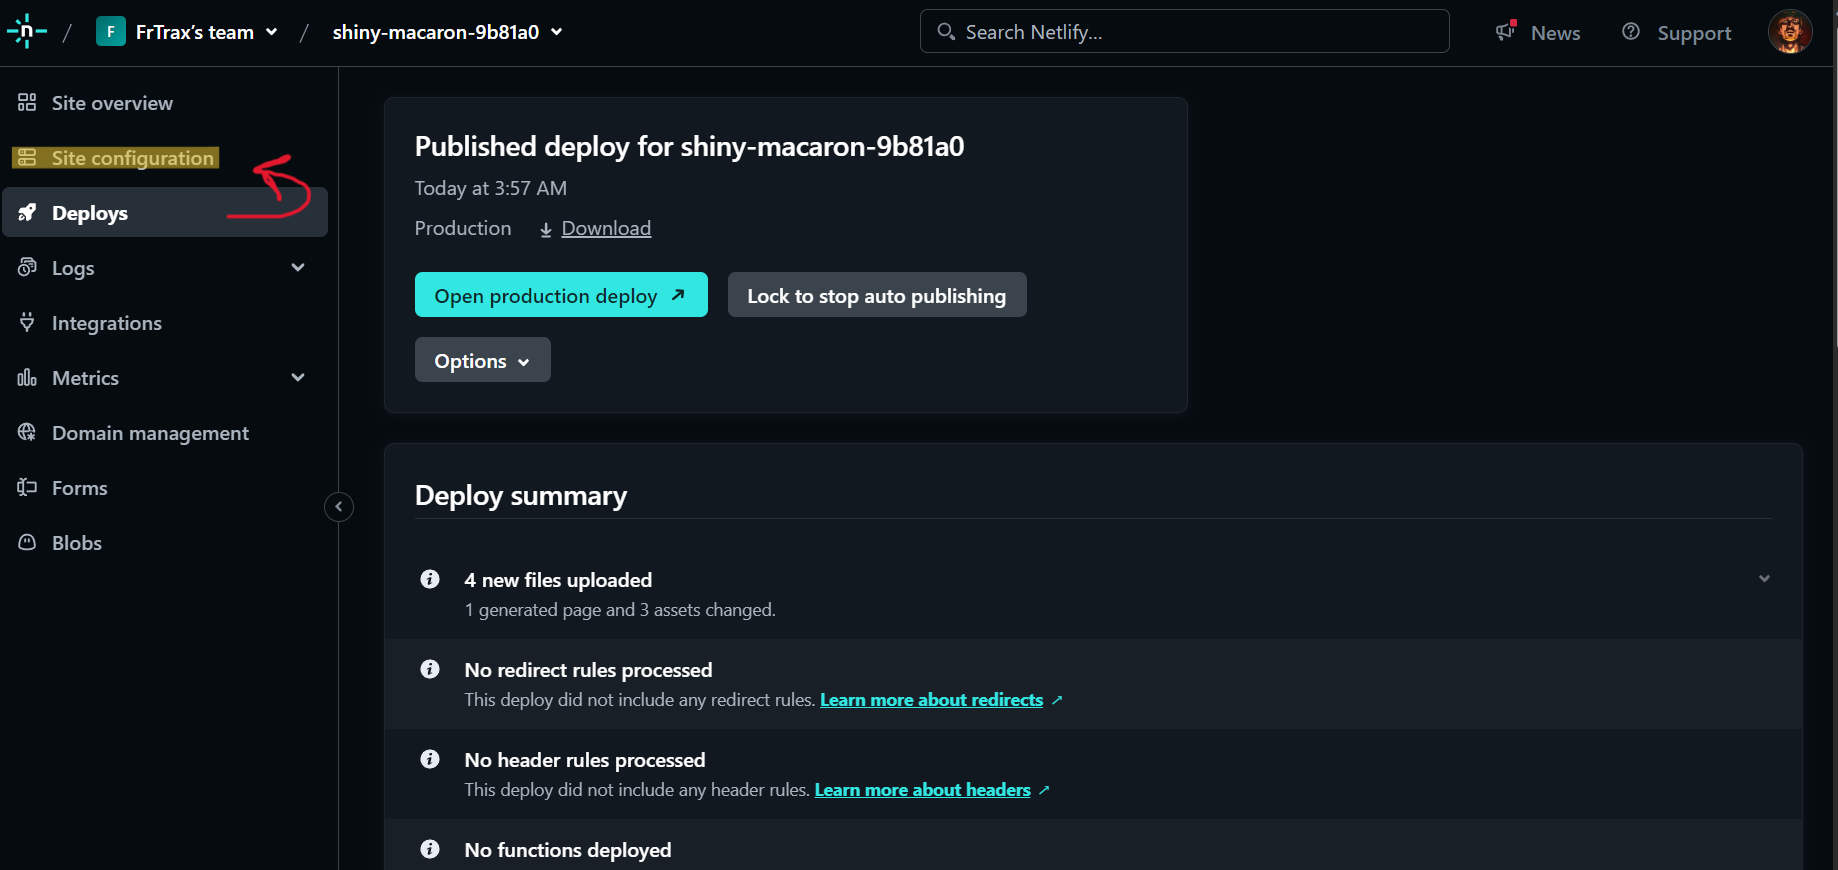 n / F FrTrax's team / shiny-macaron-9b81a0
Search Netlify...
News
Support
Site overview
Site configuration
Deploys
Logs
Integrations
Metrics
Domain management
Forms
Blobs
Published deploy for shiny-macaron-9b81a0
Today at 3:57 AM
Production Download
Open production deploy
Lock to stop auto publishing
Options
Deploy summary
4 new files uploaded
1 generated page and 3 assets changed.
No redirect rules processed
This deploy did not include any redirect rules. Learn more about redirects ↗
No header rules processed
This deploy did not include any header rules. Learn more about headers ↗
No functions deployed